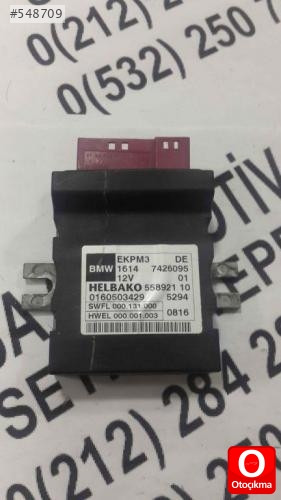 #548709
0(212)
0(532) 250 7
EKPM3 DE
BMW 1614 7426095
12V 01
HELBAKO 558921 10
0160503429 5294
SWFL 000.131.000
HWEL 000.001.003 0816
0(212) 284 2
O
Otoçıkma